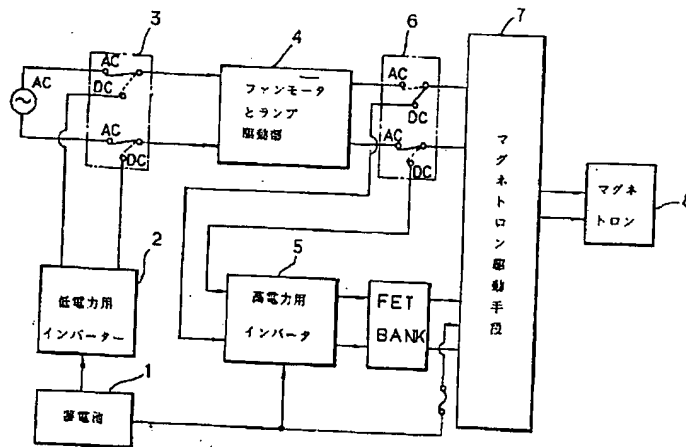 3
4
6
7
AC
AC
DC
AC
DC
ファンモータ
とランプ
駆動部
AC
DC
AC
DC
マグネトロン駆動手段
マグネ
トロン
8
2
低電力用
インバーター
5
高電力用
インバータ
FET
BANK
1
蓄電池